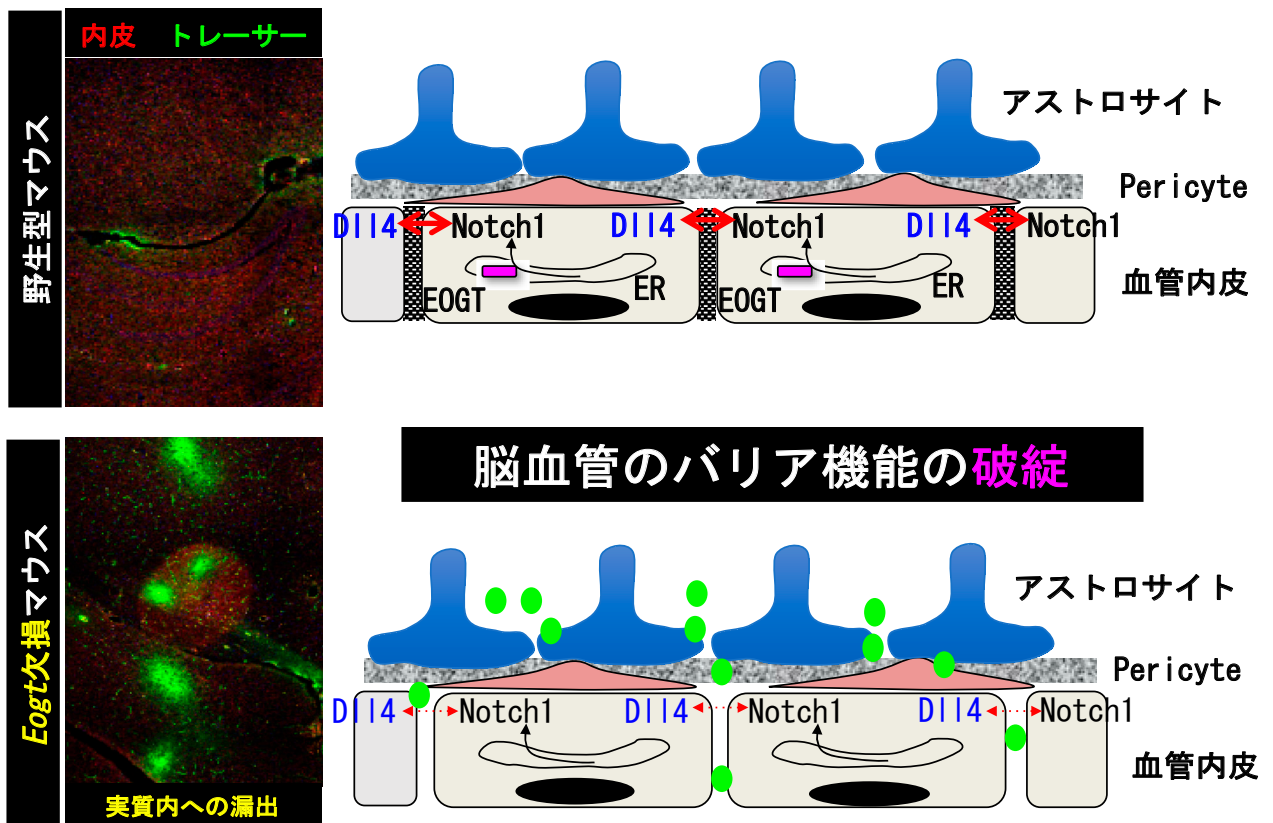 内皮 トレーサー
野生型マウス
アストロサイト
Pericyte
Dll4 Notch1 Dll4 Notch1 Dll4 Notch1
EOGT ER EOGT ER
血管内皮
脳血管のバリア機能の破綻
Eogt欠損マウス
実質内への漏出
アストロサイト
Pericyte
Dll4 Notch1 Dll4 Notch1 Dll4 Notch1
血管内皮